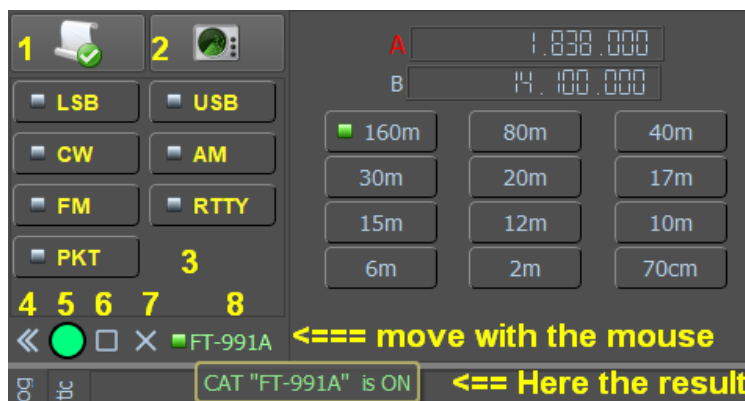 1 2
A 1.838.000
B 14.100.000
LSB USB
CW AM
FM RTTY
PKT 3
160m 80m 40m
30m 20m 17m
15m 12m 10m
6m 2m 70cm
4 5 6 7 8
FT-991A <=== move with the mouse
CAT "FT-991A" is ON <== Here the result